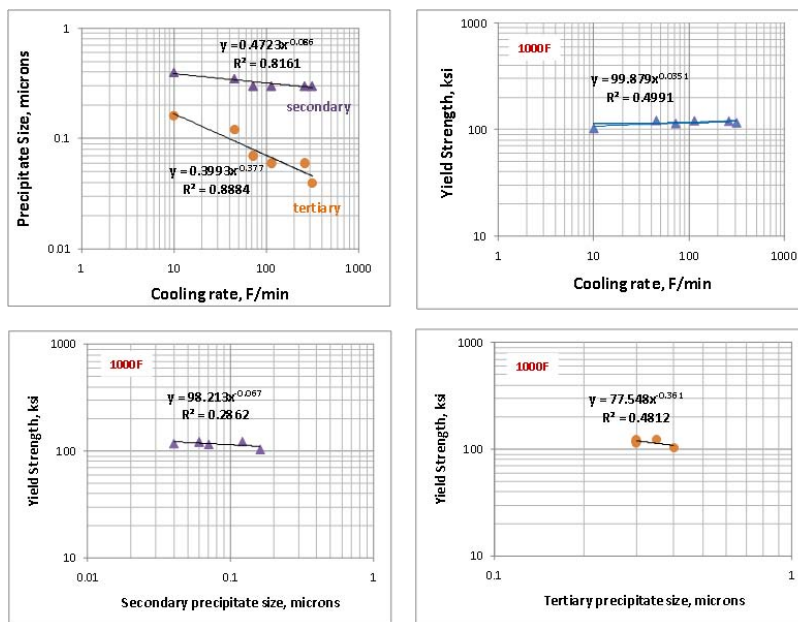 1
y = 0.4723x-0.086
R² = 0.8161
secondary
0.1
y = 0.3993x-0.377
R² = 0.8884
tertiary
0.01
1
10
100
1000
Precipitate Size, microns
Cooling rate, F/min
1000
1000F
y = 99.879x0.0351
R² = 0.4991
100
10
1
10
100
1000
Yield Strength, ksi
Cooling rate, F/min
1000
1000F
y = 98.213x-0.067
R² = 0.2862
100
10
0.01
0.1
1
Yield Strength, ksi
Secondary precipitate size, microns
1000
1000F
y = 77.548x-0.361
R² = 0.4812
100
10
0.1
1
Yield Strength, ksi
Tertiary precipitate size, microns